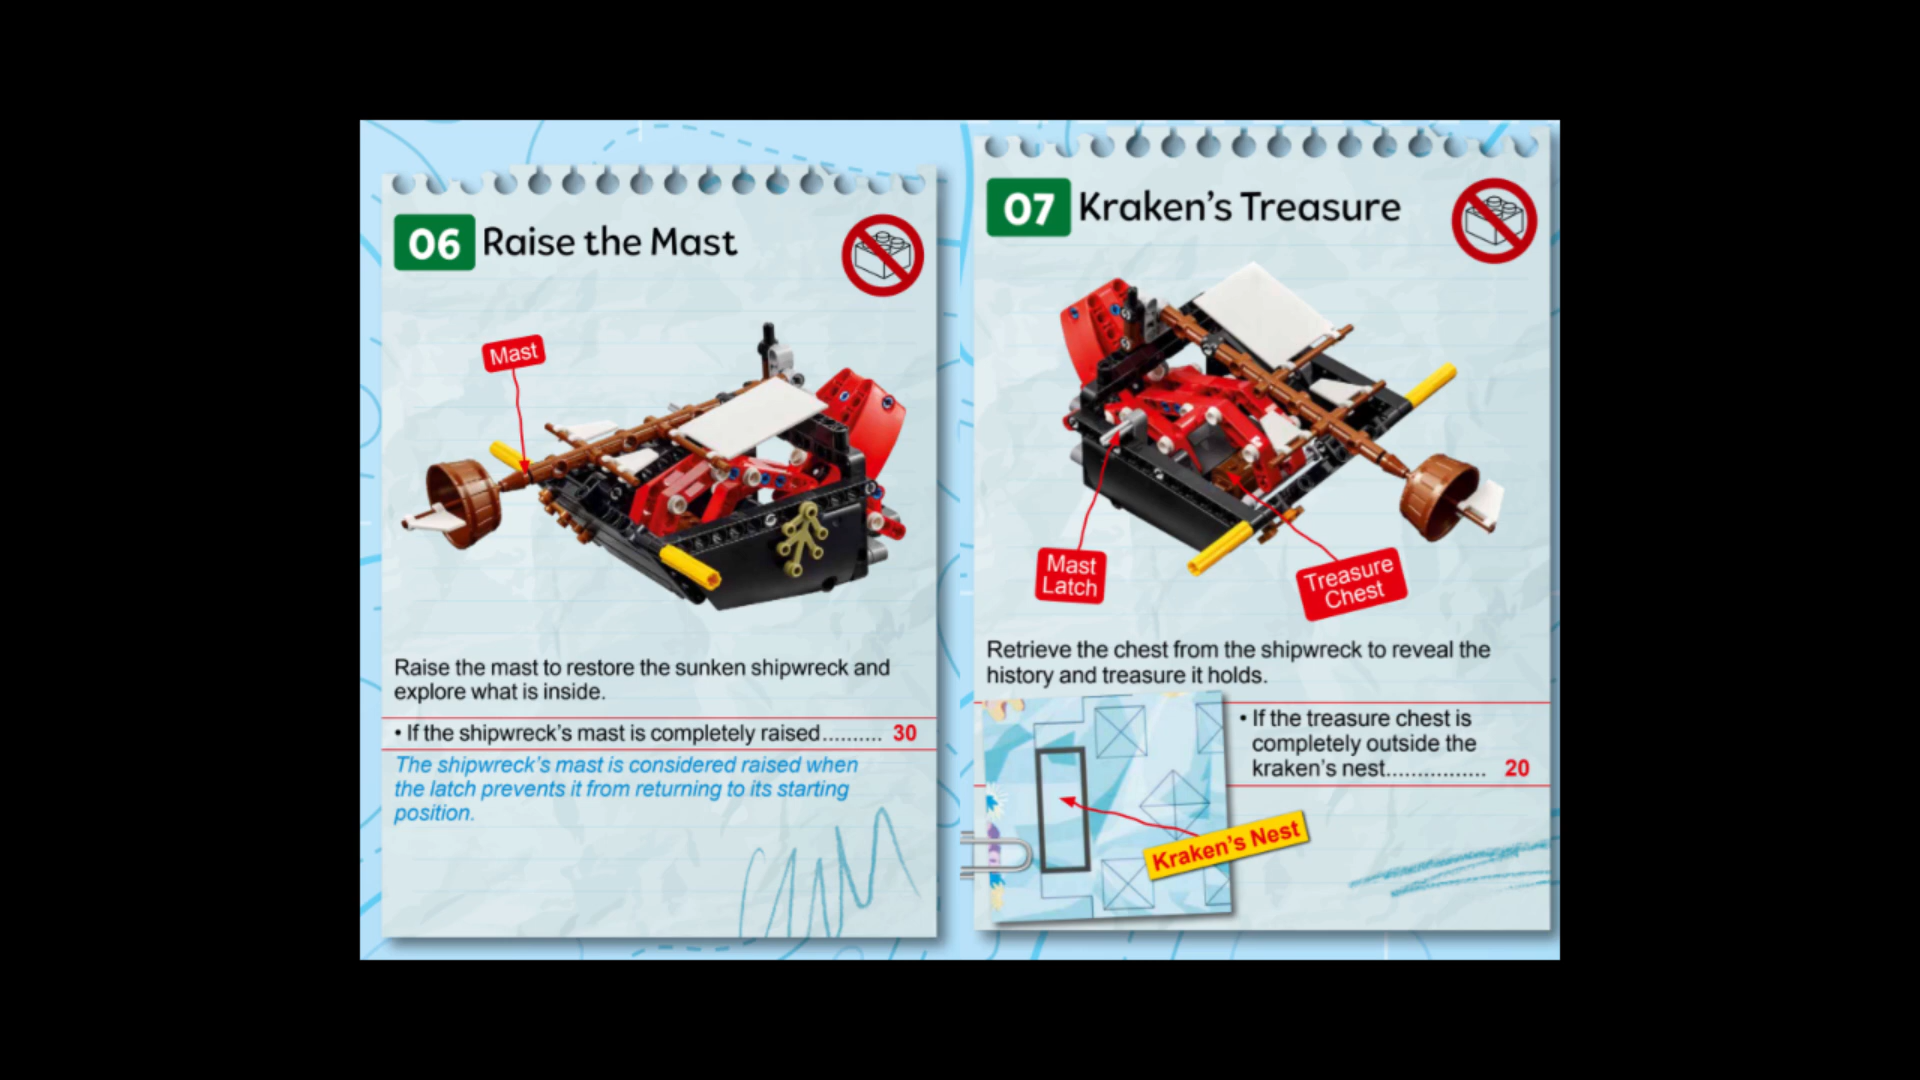 06 Raise the Mast
Mast
Raise the mast to restore the sunken shipwreck and
explore what is inside.
• If the shipwreck's mast is completely raised.......... 30
The shipwreck's mast is considered raised when
the latch prevents it from returning to its starting
position.
07 Kraken's Treasure
Mast
Latch
Treasure
Chest
Retrieve the chest from the shipwreck to reveal the
history and treasure it holds.
• If the treasure chest is
completely outside the
kraken's nest................ 20
Kraken's Nest